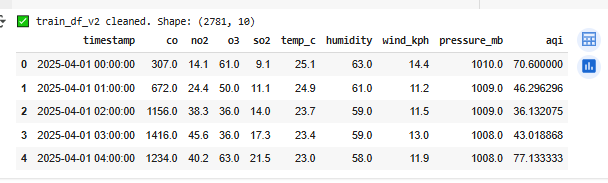 train_df_v2 cleaned. Shape: (2781, 10)
timestamp co no2 o3 so2 temp_c humidity wind_kph pressure_mb aqi
0 2025-04-01 00:00:00 307.0 14.1 61.0 9.1 25.1 63.0 14.4 1010.0 70.600000
1 2025-04-01 01:00:00 672.0 24.4 50.0 11.1 24.9 61.0 11.2 1009.0 46.296296
2 2025-04-01 02:00:00 1156.0 38.3 36.0 14.0 23.7 59.0 11.5 1009.0 36.132075
3 2025-04-01 03:00:00 1416.0 45.6 36.0 17.3 23.4 59.0 13.0 1008.0 43.018868
4 2025-04-01 04:00:00 1234.0 40.2 63.0 21.5 23.0 58.0 11.9 1008.0 77.133333